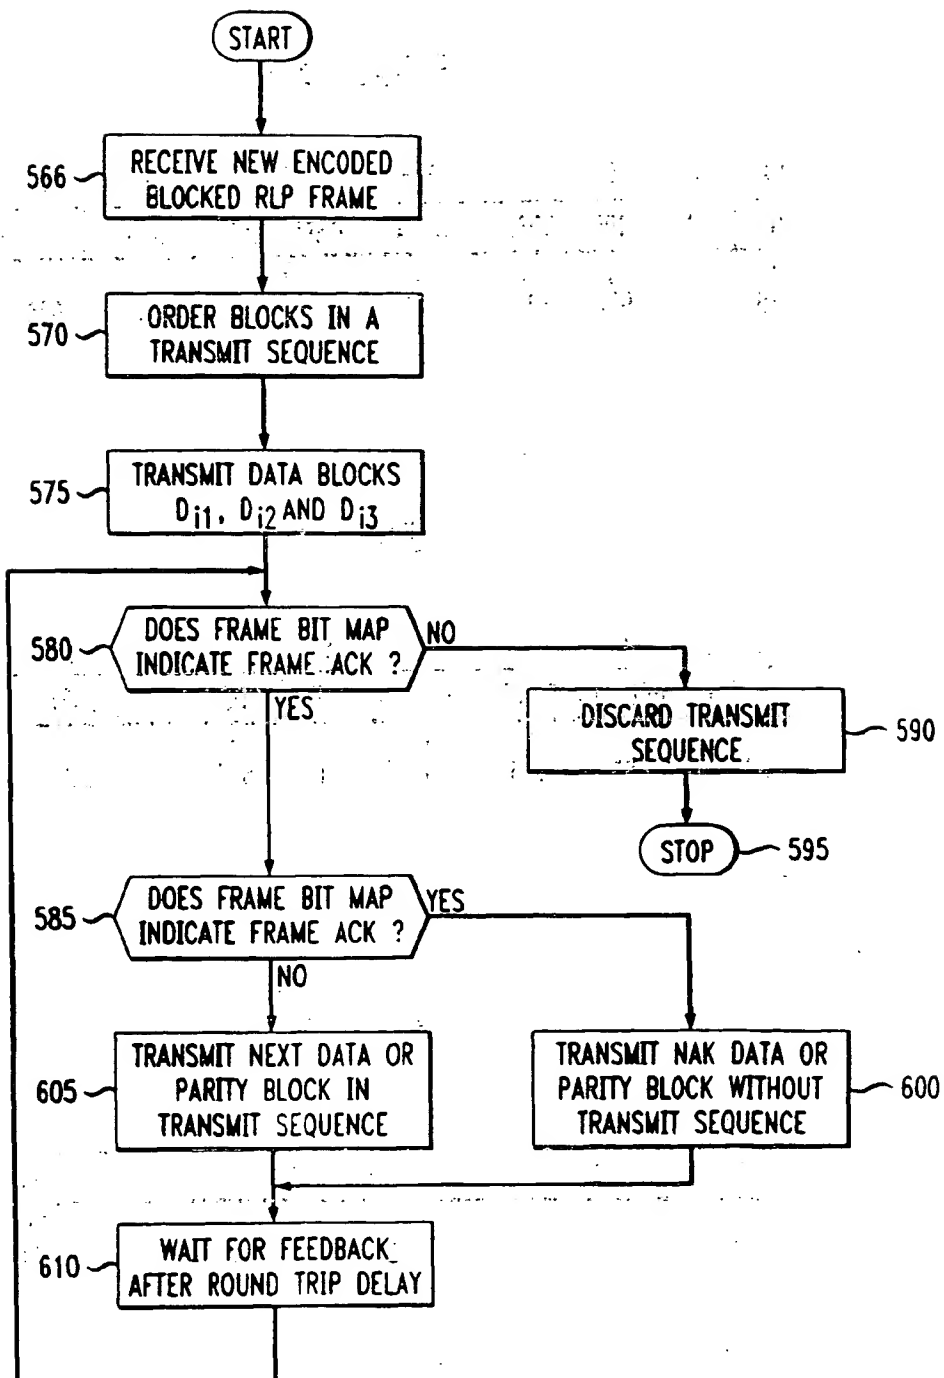 START
566
RECEIVE NEW ENCODED
BLOCKED RLP FRAME
570
ORDER BLOCKS IN A
TRANSMIT SEQUENCE
575
TRANSMIT DATA BLOCKS
Di1, Di2 AND Di3
580
DOES FRAME BIT MAP
INDICATE FRAME ACK ?
NO
YES
DISCARD TRANSMIT
SEQUENCE
590
STOP
595
585
DOES FRAME BIT MAP
INDICATE FRAME ACK ?
YES
NO
605
TRANSMIT NEXT DATA OR
PARITY BLOCK IN
TRANSMIT SEQUENCE
TRANSMIT NAK DATA OR
PARITY BLOCK WITHOUT
TRANSMIT SEQUENCE
600
610
WAIT FOR FEEDBACK
AFTER ROUND TRIP DELAY